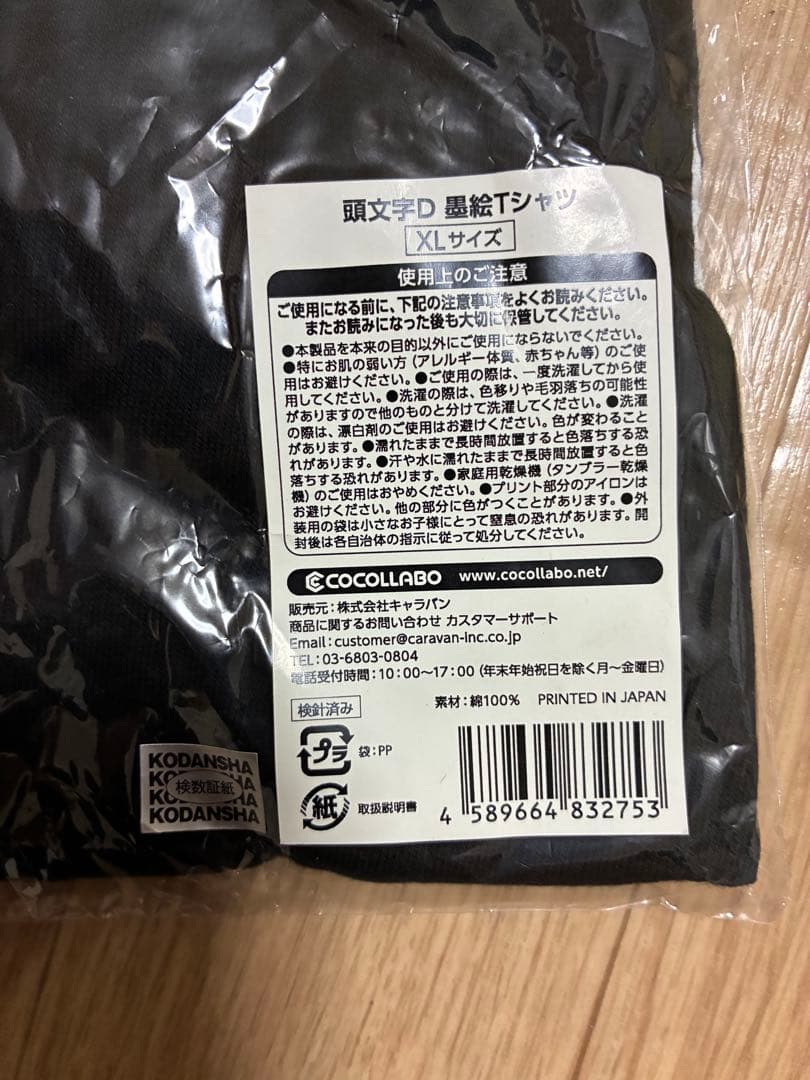 頭文字D 墨絵Tシャツ
XLサイズ
使用上のご注意
ご使用になる前に、下記の注意事項をよくお読みください。
またお読みになった後も大切に保管してください。
●本製品を本来の目的以外にご使用にならないでください。
●特にお肌の弱い方(アレルギー体質、赤ちゃん等)のご使
用はお避けください。●ご使用の際は、一度洗濯してから使
用してください。●洗濯の際は、色移りや毛羽落ちの可能性
がありますので他のものと分けて洗濯してください。●洗濯
の際は、漂白剤のご使用はお避けください。色が変わること
があります。●濡れたままで長時間放置すると色落ちする恐
れがあります。●汗や水に濡れたままで長時間放置すると色
落ちする恐れがあります。●家庭用乾燥機(タンブラー乾燥
機)のご使用はおやめください。●プリント部分のアイロンは
お避けください。他の部分に色がつくことがあります。●外
装用の袋は小さなお子様にとって窒息の恐れがあります。開
封後は各自治体の指示に従って処分してください。
COCOLLABO www.cocollabo.net/
販売元:株式会社キャラバン
商品に関するお問い合わせ カスタマーサポート
Email:customer@caravan-inc.co.jp
TEL:03-6803-0804
電話受付時間:10:00〜17:00(年末年始祝日を除く月〜金曜日)
検針済み
素材:綿100% PRINTED IN JAPAN
プラ 袋:PP
紙 取扱説明書
4 589664 832753
KODANSHA
KODANSHA
検数証紙
KODANSHA
KODANSHA